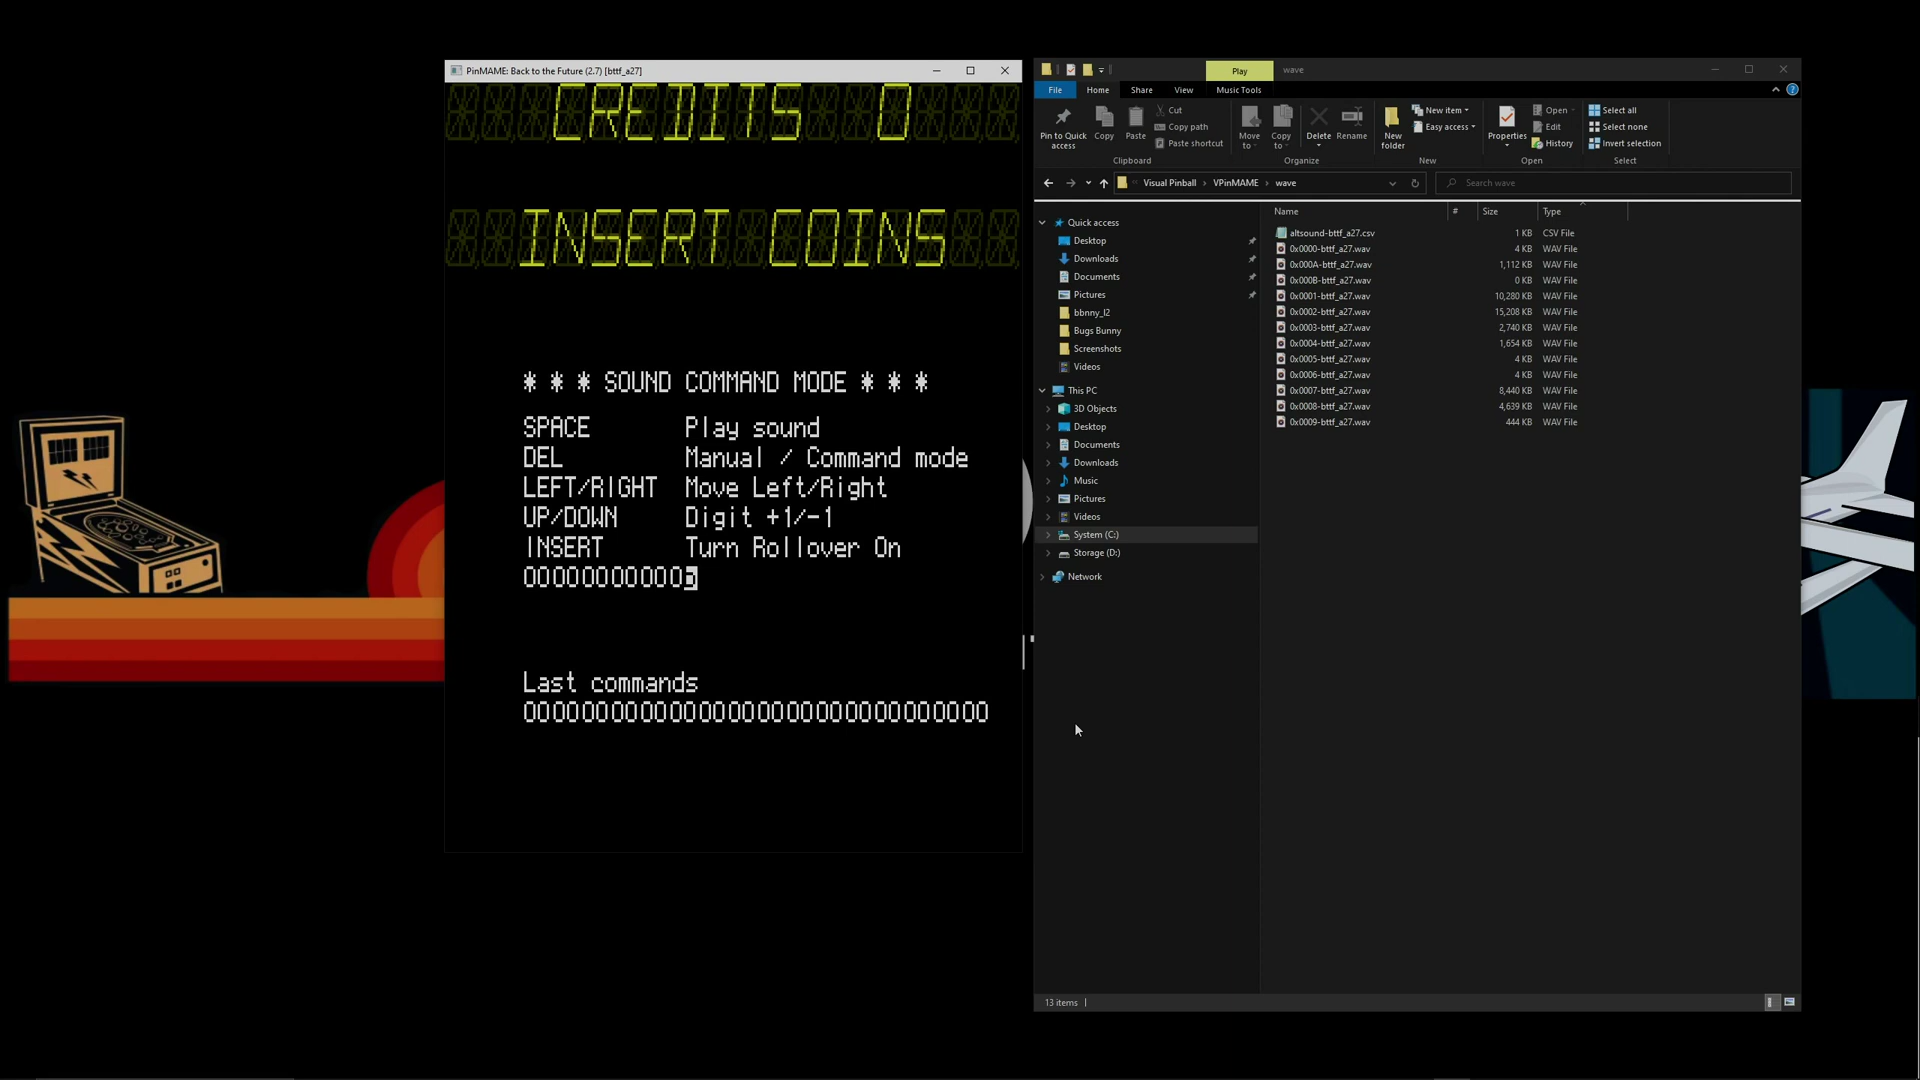 PinMAME: Back to the Future (2.7) [bttf_a27]
CREDITS 0
INSERT COINS
* * * SOUND COMMAND MODE * * *
SPACE Play sound
DEL Manual / Command mode
LEFT/RIGHT Move Left/Right
UP/DOWN Digit +1/-1
INSERT Turn Rollover On
Last commands
00000000000000000000000000000000
Play
wave
File
Home
Share
View
Music Tools
Pin to Quick access
Copy
Paste
Cut
Copy path
Paste shortcut
Clipboard
Move to
Copy to
Delete
Rename
Organize
New folder
New item
Easy access
New
Properties
Open
Edit
History
Open
Select all
Select none
Invert selection
Select
Visual Pinball > VPinMAME > wave
Search wave
Quick access
Desktop
Downloads
Documents
Pictures
bbnny_l2
Bugs Bunny
Screenshots
Videos
This PC
3D Objects
Desktop
Documents
Downloads
Music
Pictures
Videos
System (C:)
Storage (D:)
Network
Name # Size Type
altsound-bttf_a27.csv 1 KB CSV File
0x0000-bttf_a27.wav 4 KB WAV File
0x000A-bttf_a27.wav 1,112 KB WAV File
0x000B-bttf_a27.wav 0 KB WAV File
0x0001-bttf_a27.wav 10,280 KB WAV File
0x0002-bttf_a27.wav 15,208 KB WAV File
0x0003-bttf_a27.wav 2,740 KB WAV File
0x0004-bttf_a27.wav 1,654 KB WAV File
0x0005-bttf_a27.wav 4 KB WAV File
0x0006-bttf_a27.wav 4 KB WAV File
0x0007-bttf_a27.wav 8,440 KB WAV File
0x0008-bttf_a27.wav 4,639 KB WAV File
0x0009-bttf_a27.wav 444 KB WAV File
13 items